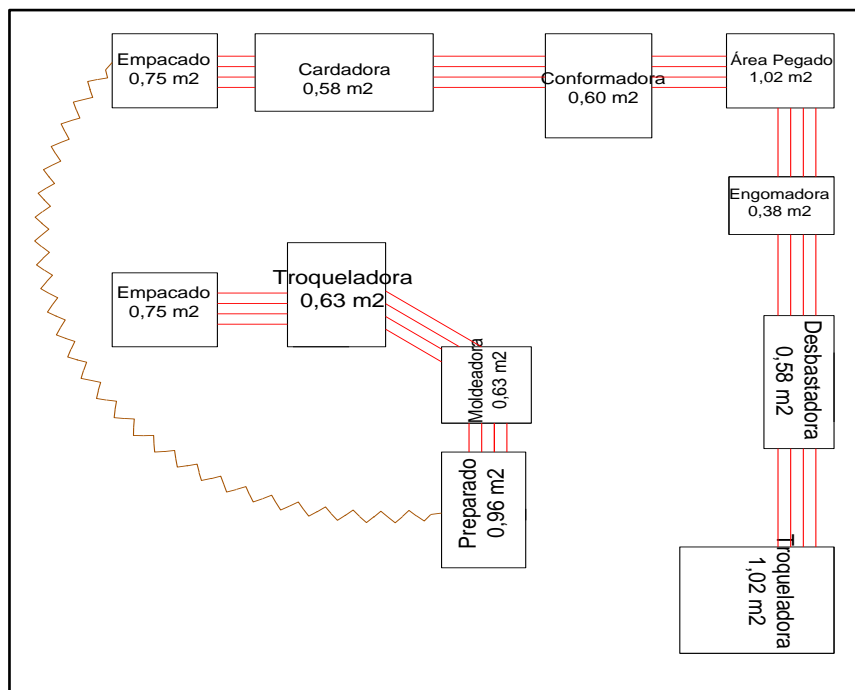 Empacado
0,75 m2
Cardadora
0,58 m2
Conformadora
0,60 m2
Área Pegado
1,02 m2
Engomadora
0,38 m2
Empacado
0,75 m2
Troqueladora
0,63 m2
Moldeadora
0,63 m2
Desbastadora
0,58 m2
Preparado
0,96 m2
Troqueladora
1,02 m2